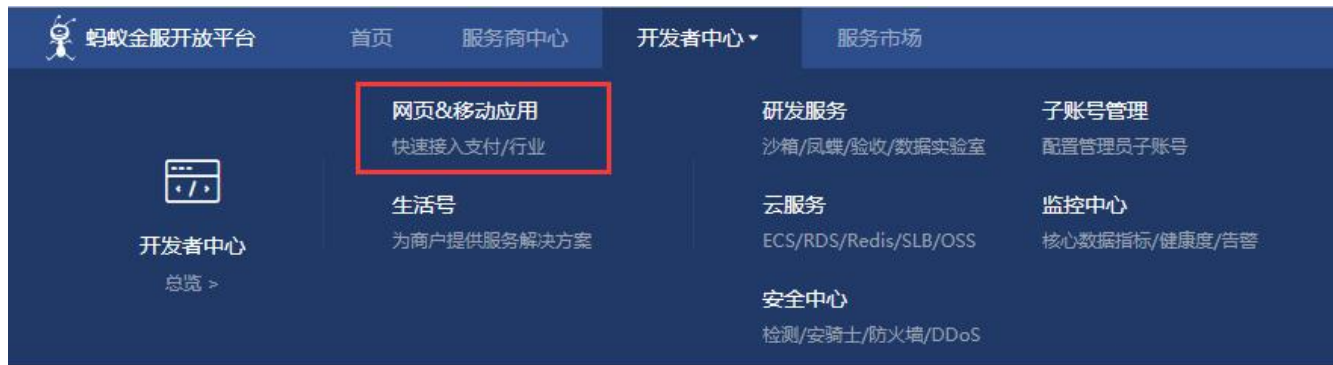 蚂蚁金服开放平台 首页 服务商中心 开发者中心 服务市场
网页&移动应用 研发服务 子账号管理
快速接入支付/行业 沙箱/凤蝶/验收/数据实验室 配置管理员子账号
</>
生活号 云服务 监控中心
为商户提供服务解决方案 ECS/RDS/Redis/SLB/OSS 核心数据指标/健康度/告警
开发者中心
总览 >
安全中心
检测/安骑士/防火墙/DDoS